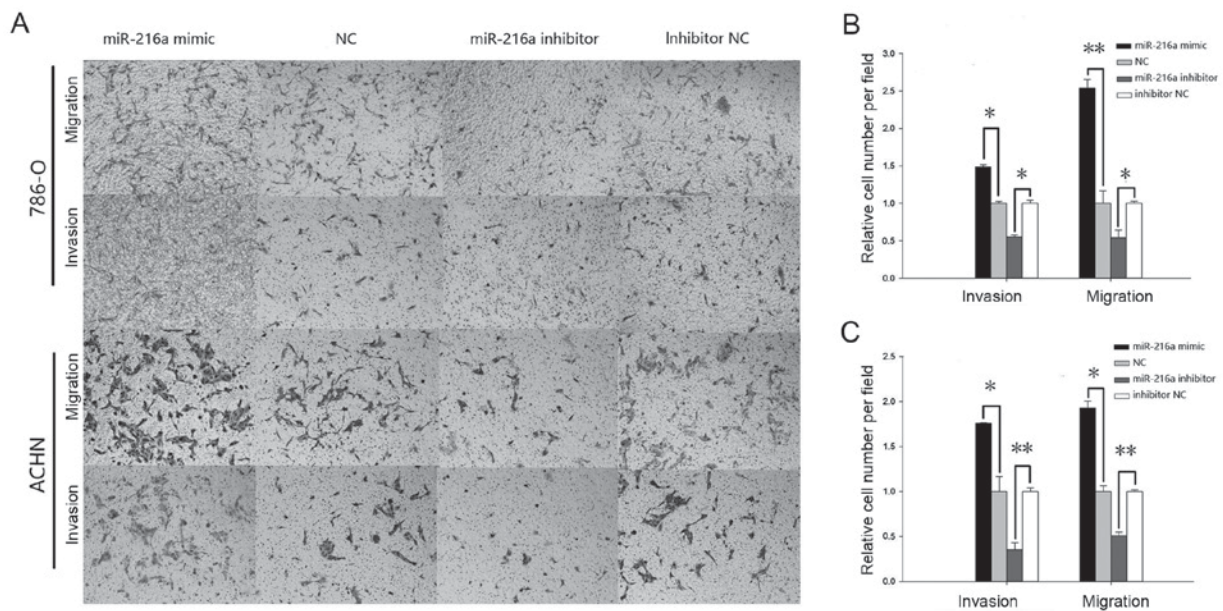 A
miR-216a mimic NC miR-216a inhibitor Inhibitor NC
786-O
Migration
Invasion
ACHN
Migration
Invasion
B
Relative cell number per field
3.0
2.5
2.0
1.5
1.0
0.5
0.0
* * ** *
miR-216a mimic
NC
miR-216a inhibitor
inhibitor NC
Invasion Migration
C
Relative cell number per field
2.5
2.0
1.5
1.0
0.5
0.0
* ** * **
miR-216a mimic
NC
miR-216a inhibitor
inhibitor NC
Invasion Migration